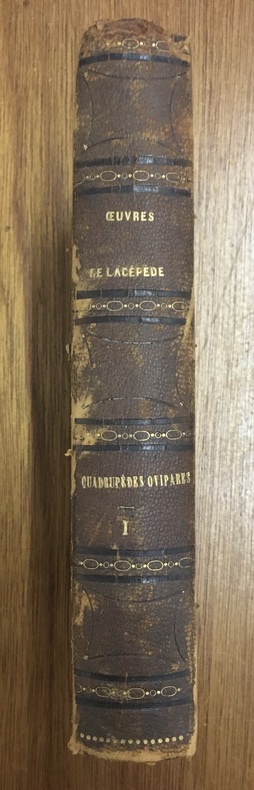 ŒUVRES
DE LACÉPÈDE
QUADRUPÈDES OVIPARES
I